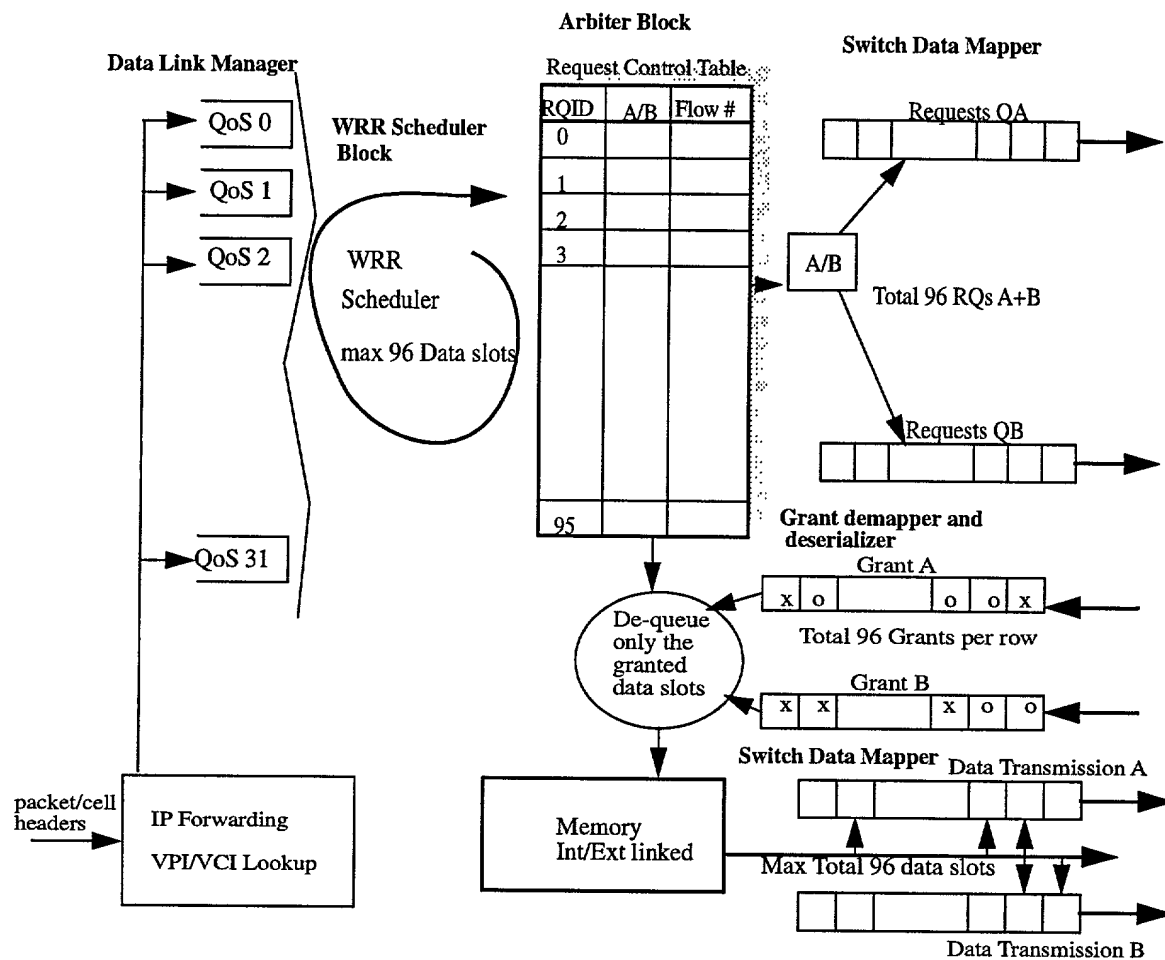 Arbiter Block
Switch Data Mapper
Data Link Manager
Request Control Table
RQID A/B Flow #
0
1
2
3
95
QoS 0
QoS 1
QoS 2
QoS 31
WRR Scheduler
Block
WRR
Scheduler
max 96 Data slots
Requests QA
A/B
Total 96 RQs A+B
Requests QB
Grant demapper and
deserializer
Grant A
x o o o x
Total 96 Grants per row
Grant B
x x x o o
De-queue
only the
granted
data slots
Switch Data Mapper
Data Transmission A
packet/cell
headers
IP Forwarding
VPI/VCI Lookup
Memory
Int/Ext linked
Max Total 96 data slots
Data Transmission B